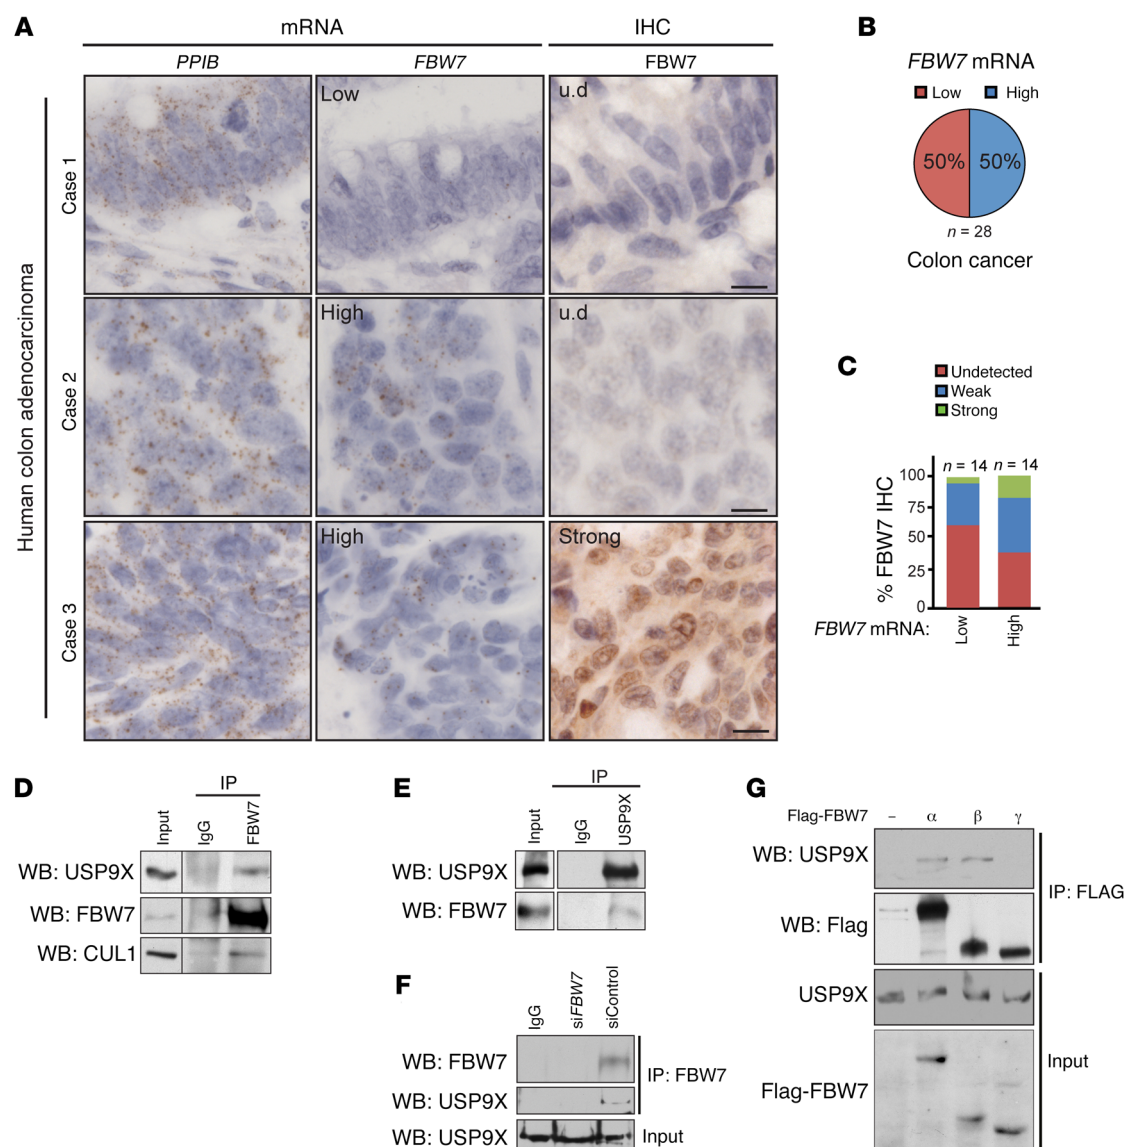 A
mRNA
IHC
PPIB
FBW7
FBW7
Human colon adenocarcinoma
Case 1
Low
u.d
Case 2
High
u.d
Case 3
High
Strong
B
FBW7 mRNA
Low
High
50%
50%
n = 28
Colon cancer
C
Undetected
Weak
Strong
% FBW7 IHC
100
75
50
25
0
n = 14
n = 14
FBW7 mRNA:
Low
High
D
IP
Input
IgG
FBW7
WB: USP9X
WB: FBW7
WB: CUL1
E
IP
Input
IgG
USP9X
WB: USP9X
WB: FBW7
F
IgG
siFBW7
siControl
WB: FBW7
WB: USP9X
IP: FBW7
WB: USP9X
Input
G
Flag-FBW7
–
α
β
γ
WB: USP9X
WB: Flag
IP: FLAG
USP9X
Flag-FBW7
Input